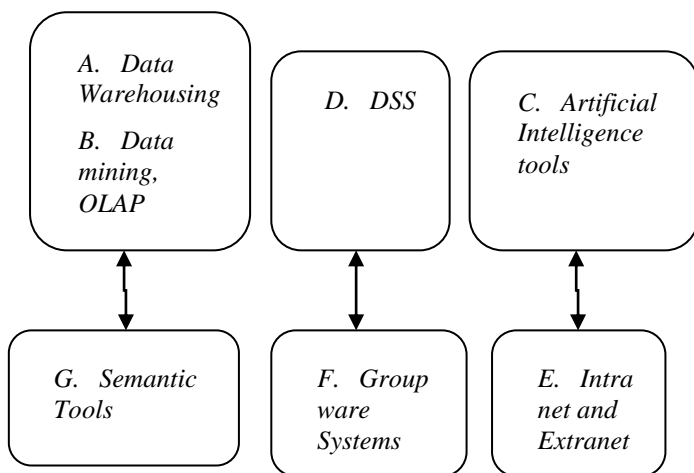 A. Data
Warehousing
B. Data
mining,
OLAP
D. DSS
C. Artificial
Intelligence
tools
G. Semantic
Tools
F. Group
ware
Systems
E. Intra
net and
Extranet